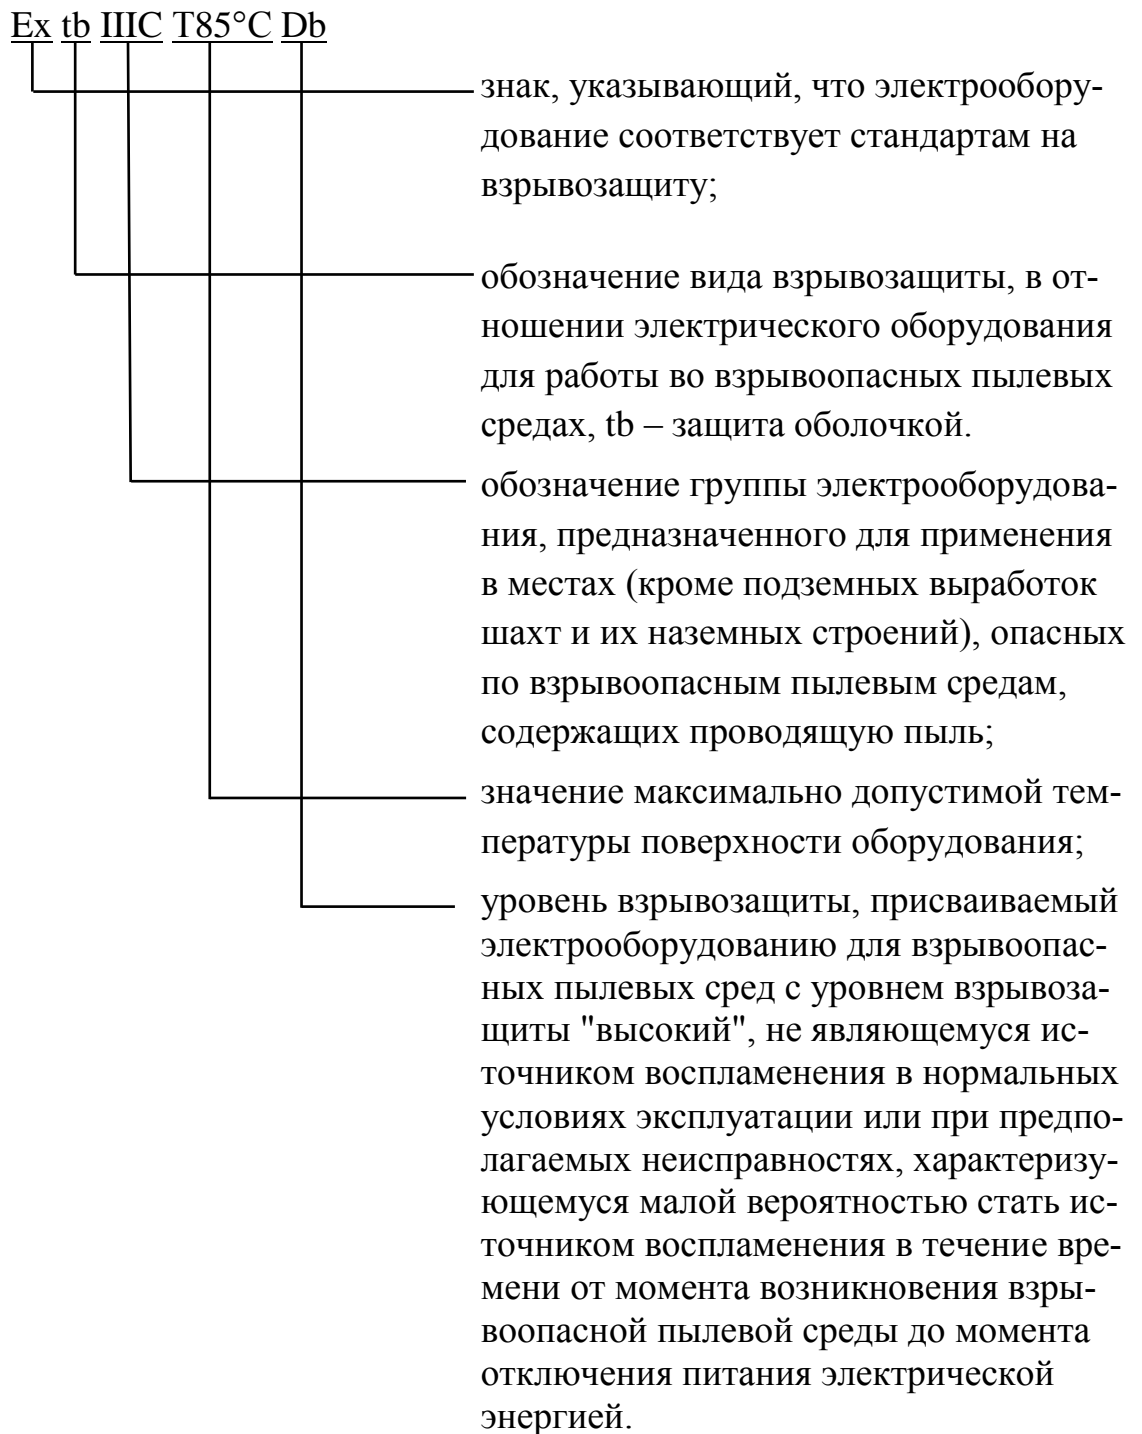 Ex tb IIIC T85°C Db
знак, указывающий, что электрообору-
дование соответствует стандартам на
взрывозащиту;
обозначение вида взрывозащиты, в от-
ношении электрического оборудования
для работы во взрывоопасных пылевых
средах, tb – защита оболочкой.
обозначение группы электрооборудова-
ния, предназначенного для применения
в местах (кроме подземных выработок
шахт и их наземных строений), опасных
по взрывоопасным пылевым средам,
содержащих проводящую пыль;
значение максимально допустимой тем-
пературы поверхности оборудования;
уровень взрывозащиты, присваиваемый
электрооборудованию для взрывоопас-
ных пылевых сред с уровнем взрывоза-
щиты "высокий", не являющемуся ис-
точником воспламенения в нормальных
условиях эксплуатации или при предпо-
лагаемых неисправностях, характеризу-
ющемуся малой вероятностью стать ис-
точником воспламенения в течение вре-
мени от момента возникновения взры-
воопасной пылевой среды до момента
отключения питания электрической
энергией.